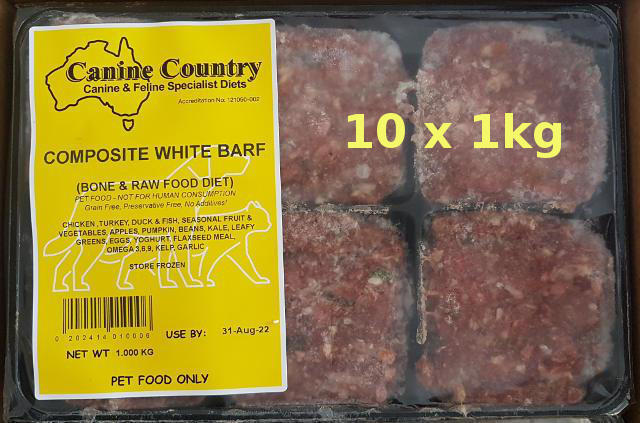 Canine Country
Canine & Feline Specialist Diets
Accreditation No: 121050-002
COMPOSITE WHITE BARF
(BONE & RAW FOOD DIET)
PET FOOD - NOT FOR HUMAN CONSUMPTION
Grain Free, Preservative Free, No Additives!
CHICKEN ,TURKEY, DUCK & FISH, SEASONAL FRUIT &
VEGETABLES, APPLES, PUMPKIN, BEANS, KALE, LEAFY
GREENS, EGGS, YOGHURT, FLAXSEED MEAL,
OMEGA 3,6,9, KELP, GARLIC
STORE FROZEN
0 202414 010006
USE BY: 31-Aug-22
NET WT 1.000 KG
PET FOOD ONLY
10 x 1kg